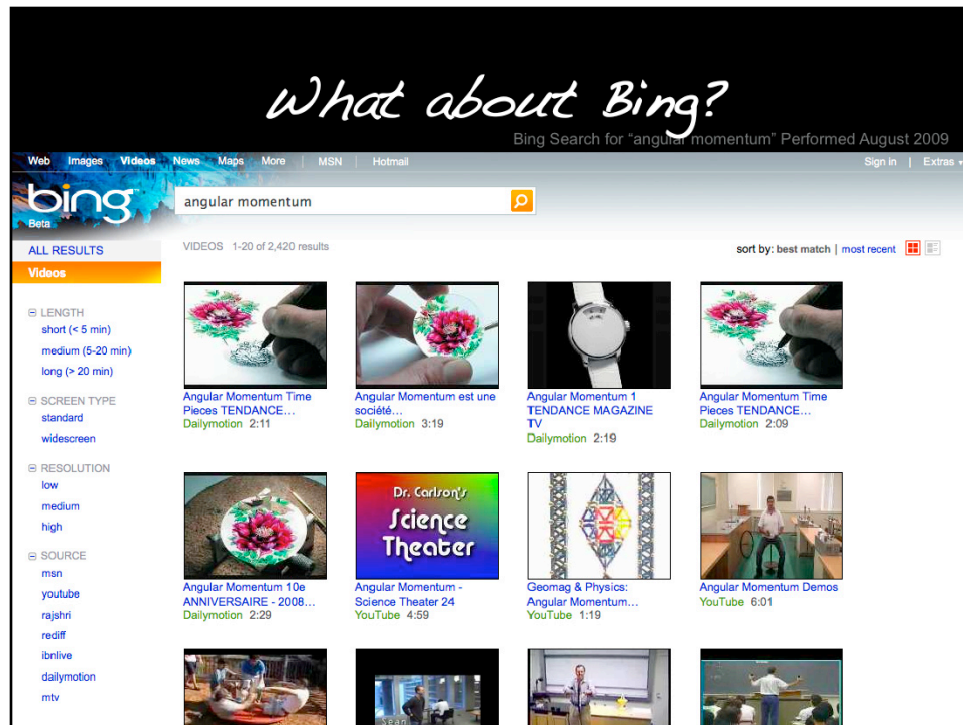 What about Bing?
Bing Search for "angular momentum" Performed August 2009
Web Images Videos News Maps More | MSN | Hotmail
Sign in | Extras
bing
Beta
angular momentum
ALL RESULTS
Videos
VIDEOS 1-20 of 2,420 results
sort by: best match | most recent
LENGTH
short (< 5 min)
medium (5-20 min)
long (> 20 min)
SCREEN TYPE
standard
widescreen
RESOLUTION
low
medium
high
SOURCE
msn
youtube
rajshri
rediff
ibnlive
dailymotion
mtv
Angular Momentum Time
Pieces TENDANCE...
Dailymotion 2:11
Angular Momentum est une
société...
Dailymotion 3:19
Angular Momentum 1
TENDANCE MAGAZINE
TV
Dailymotion 2:19
Angular Momentum Time
Pieces TENDANCE...
Dailymotion 2:09
Angular Momentum 10e
ANNIVERSAIRE - 2008...
Dailymotion 2:29
Dr. Carlson's
Science
Theater
Angular Momentum -
Science Theater 24
YouTube 4:59
Geomag & Physics:
Angular Momentum...
YouTube 1:19
Angular Momentum Demos
YouTube 6:01
Sean